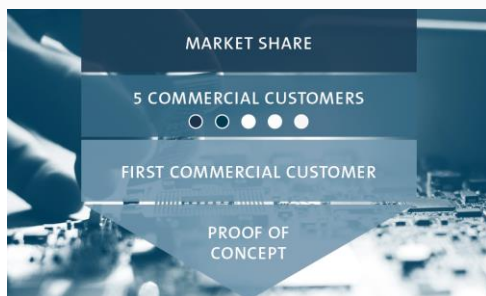 MARKET SHARE
5 COMMERCIAL CUSTOMERS
FIRST COMMERCIAL CUSTOMER
PROOF OF
CONCEPT